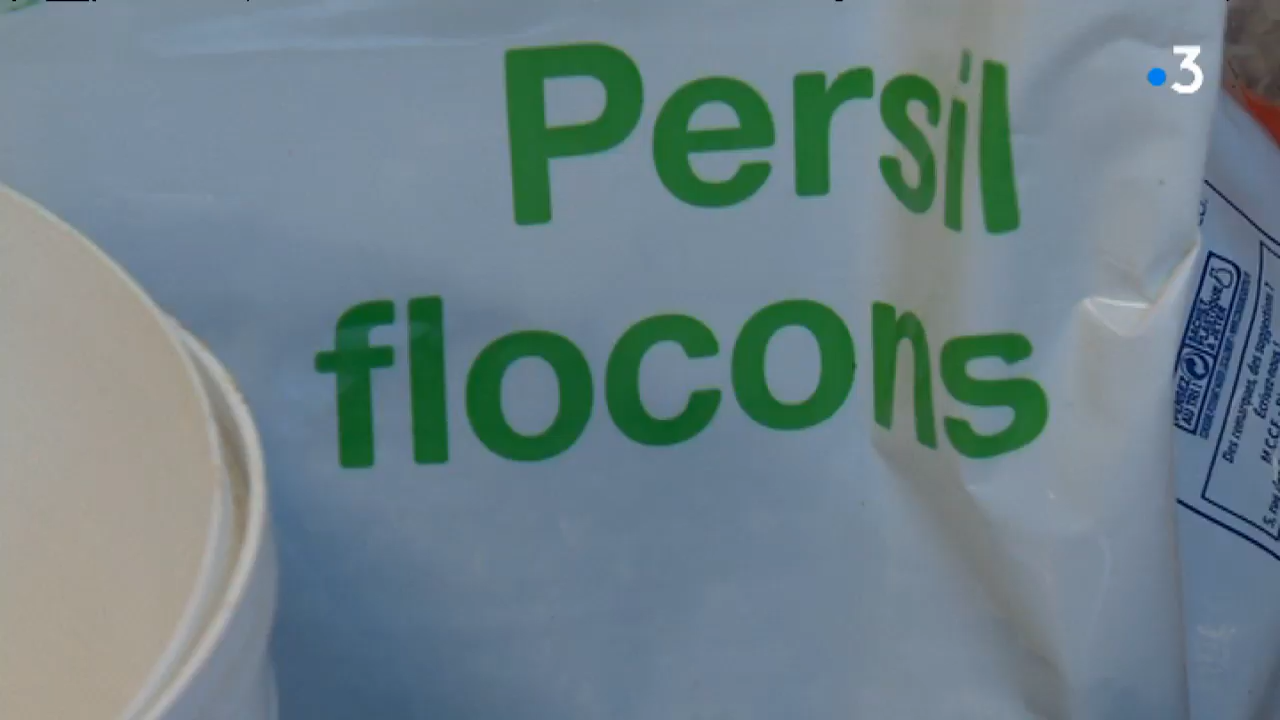 3
Persil
flocons
Des remarques, des suggestions ?
Écrivez-nous !